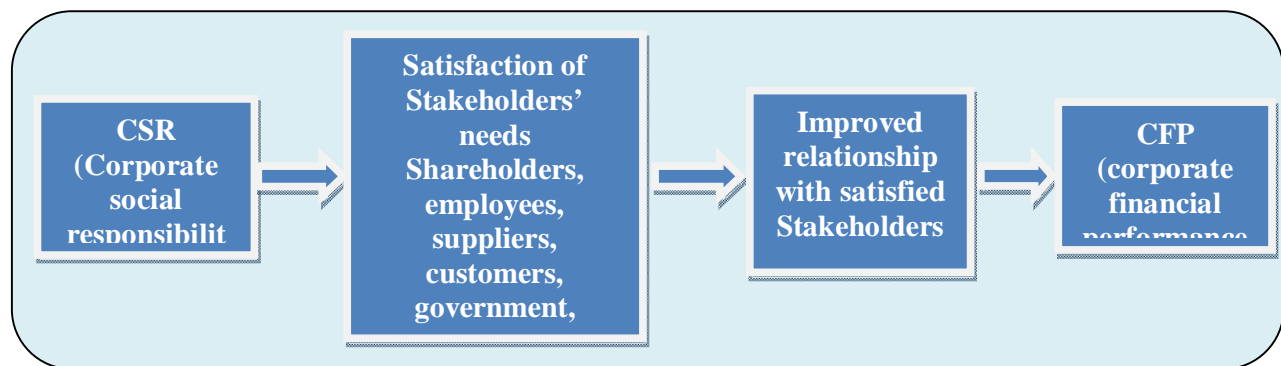 CSR
(Corporate
social
responsibilit
Satisfaction of
Stakeholders’
needs
Shareholders,
employees,
suppliers,
customers,
government,
Improved
relationship
with satisfied
Stakeholders
CFP
(corporate
financial
performance